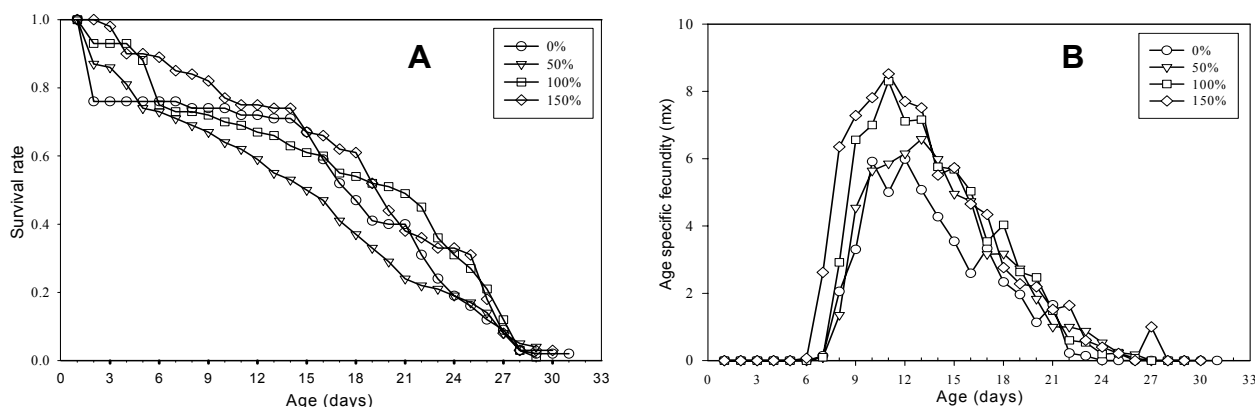 A
Survival rate
1.0
0.8
0.6
0.4
0.2
0.0
0%
50%
100%
150%
0 3 6 9 12 15 18 21 24 27 30 33
Age (days)
B
Age specific fecundity (mx)
10
8
6
4
2
0
0%
50%
100%
150%
0 3 6 9 12 15 18 21 24 27 30 33
Age (days)